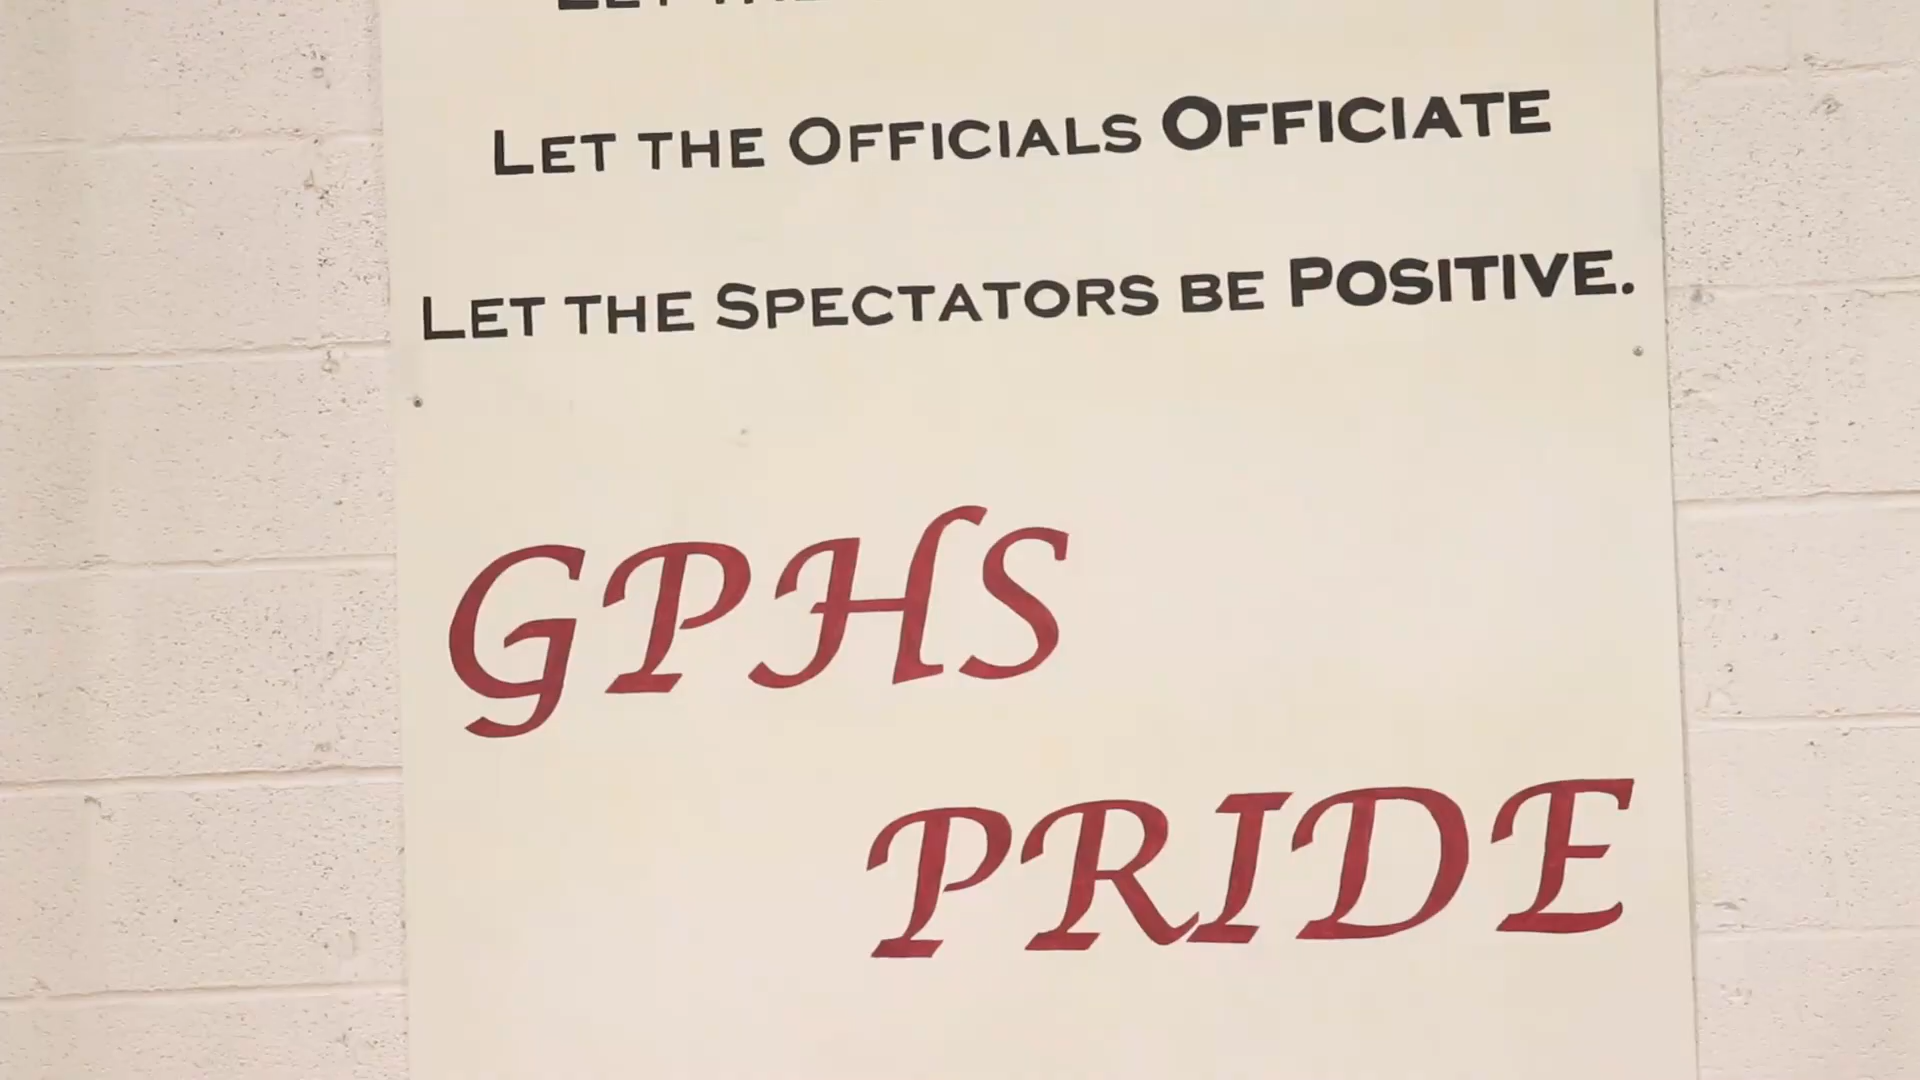 LET THE OFFICIALS OFFICIATE
LET THE SPECTATORS BE POSITIVE.
GPHS
PRIDE